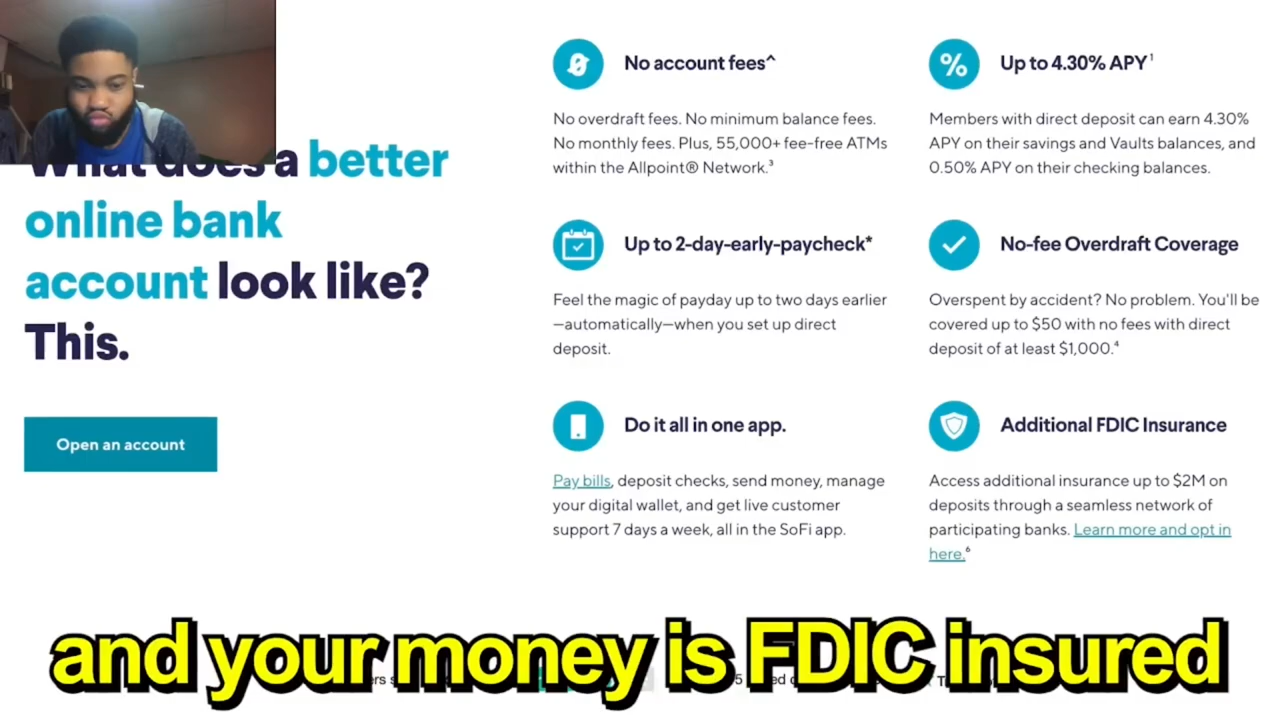 What does a better
online bank
account look like?
This.
Open an account
No account fees^
No overdraft fees. No minimum balance fees.
No monthly fees. Plus, 55,000+ fee-free ATMs
within the Allpoint® Network.³
Up to 4.30% APY¹
Members with direct deposit can earn 4.30%
APY on their savings and Vaults balances, and
0.50% APY on their checking balances.
Up to 2-day-early-paycheck*
Feel the magic of payday up to two days earlier
—automatically—when you set up direct
deposit.
No-fee Overdraft Coverage
Overspent by accident? No problem. You'll be
covered up to $50 with no fees with direct
deposit of at least $1,000.⁴
Do it all in one app.
Pay bills, deposit checks, send money, manage
your digital wallet, and get live customer
support 7 days a week, all in the SoFi app.
Additional FDIC Insurance
Access additional insurance up to $2M on
deposits through a seamless network of
participating banks. Learn more and opt in
here.⁶
and your money is FDIC insured